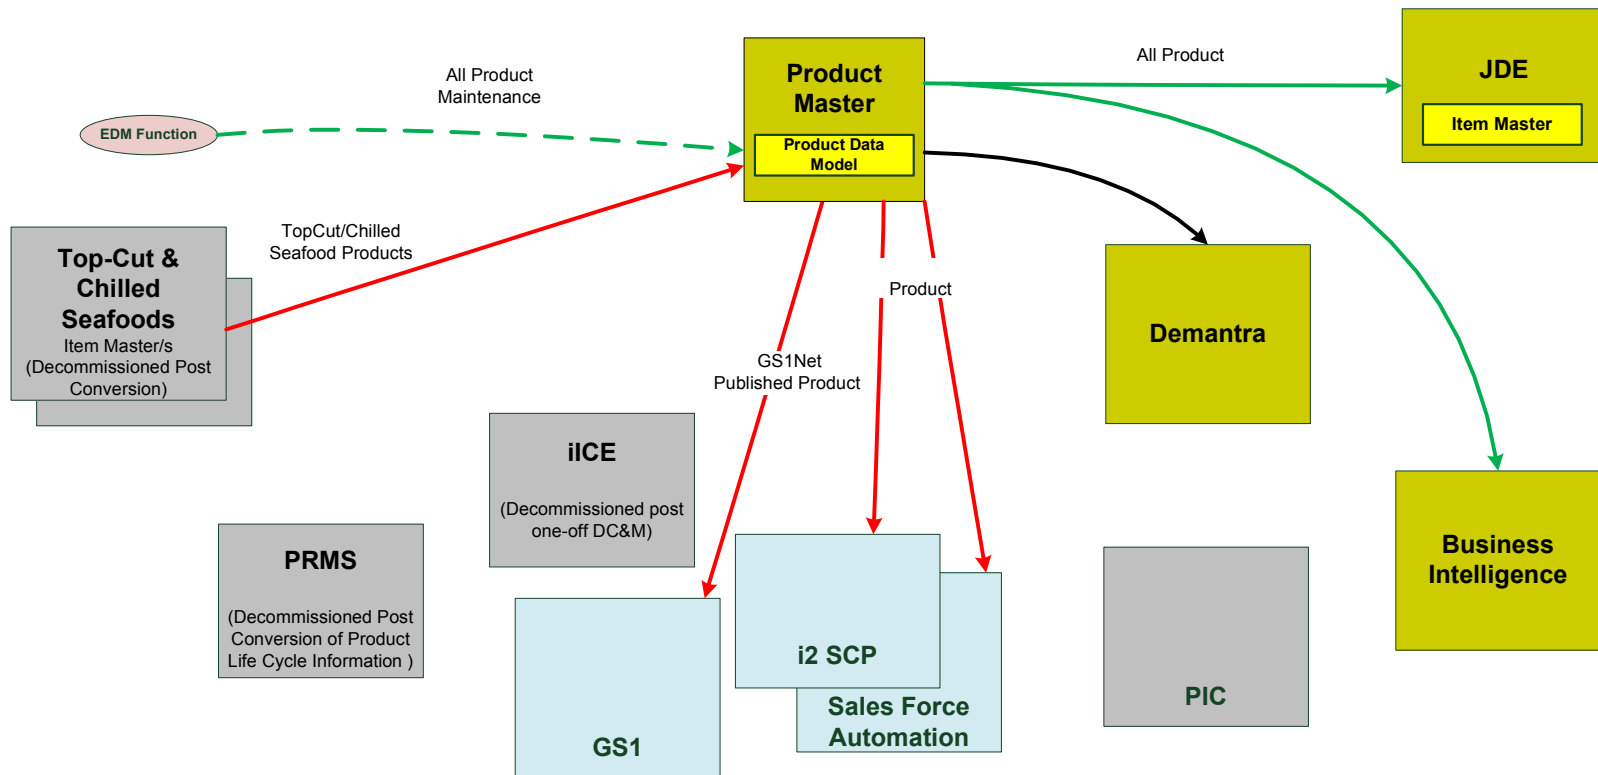 All Product
Maintenance
EDM Function
Product
Master
Product Data
Model
All Product
JDE
Item Master
TopCut/Chilled
Seafood Products
Top-Cut &
Chilled
Seafoods
Item Master/s
(Decommissioned Post
Conversion)
Product
GS1Net
Published Product
Demantra
iICE
(Decommissioned post
one-off DC&M)
PRMS
(Decommissioned Post
Conversion of Product
Life Cycle Information )
Business
Intelligence
i2 SCP
Sales Force
Automation
GS1
PIC